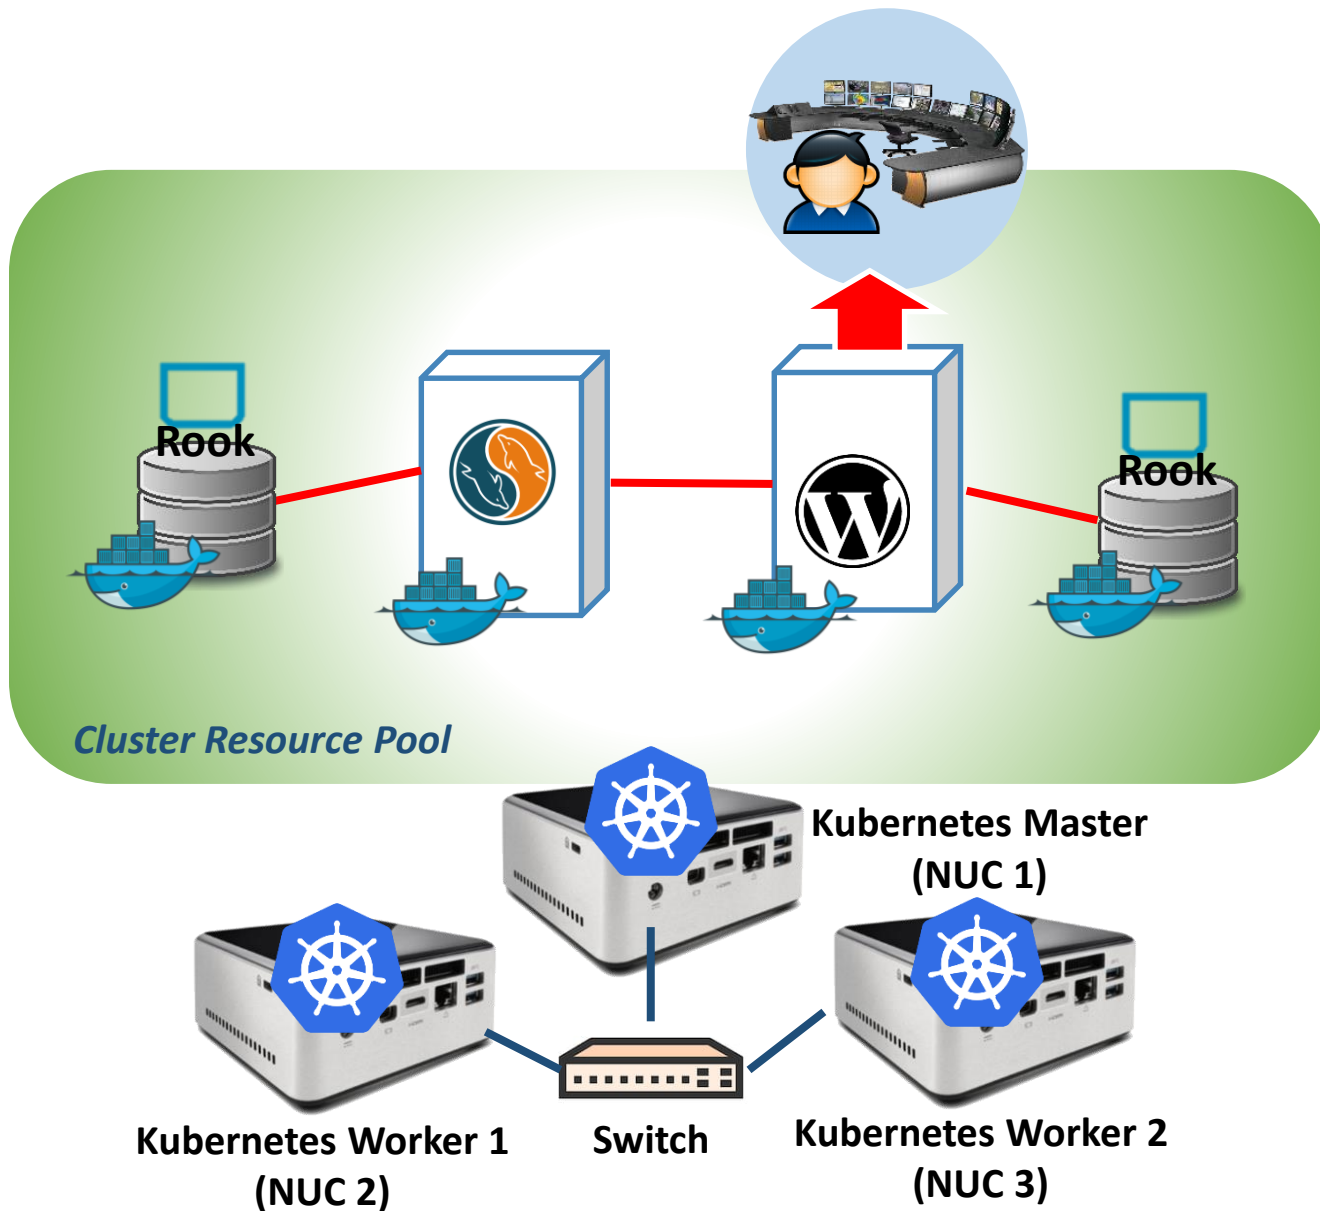 Rook
Rook
Cluster Resource Pool
Kubernetes Master
(NUC 1)
Kubernetes Worker 1
(NUC 2)
Switch
Kubernetes Worker 2
(NUC 3)